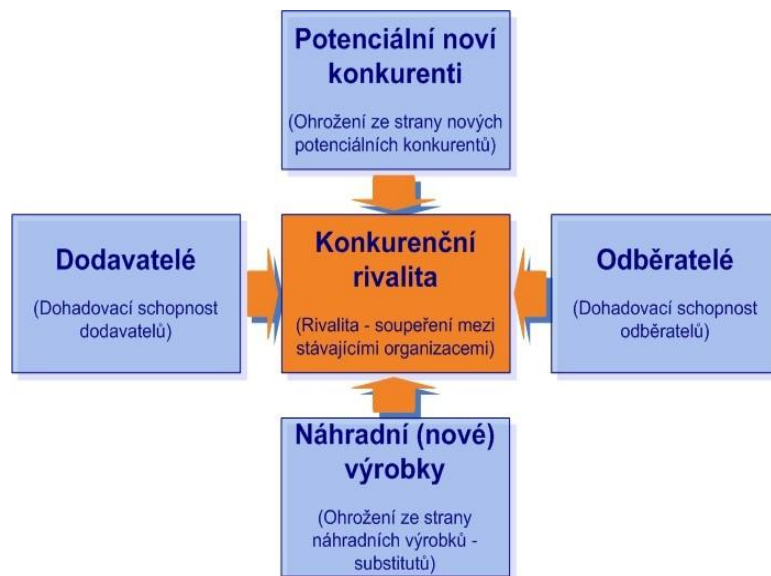 Potenciální noví
konkurenti
(Ohrožení ze strany nových
potenciálních konkurentů)
Dodavatelé
(Dohadovací schopnost
dodavatelů)
Konkurenční
rivalita
(Rivalita - soupeření mezi
stávajícími organizacemi)
Odběratelé
(Dohadovací schopnost
odběratelů)
Náhradní (nové)
výrobky
(Ohrožení ze strany
náhradních výrobků -
substitutů)